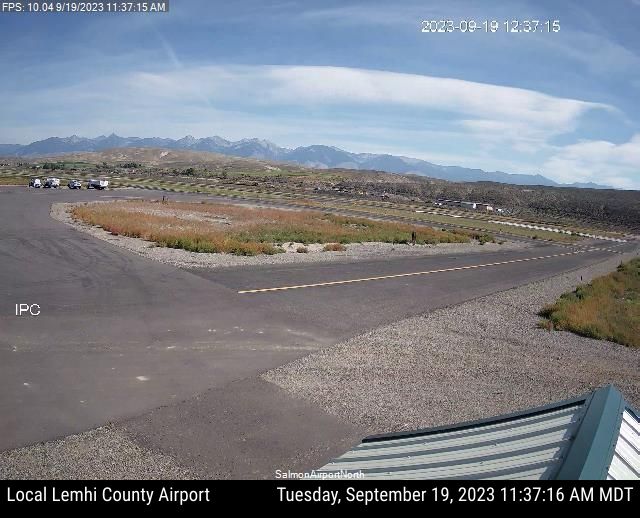 FPS: 10.04 9/19/2023 11:37:15 AM
2023-09-19 12:37:15
IPC
SalmonAirportNorth
Local Lemhi County Airport
Tuesday, September 19, 2023 11:37:16 AM MDT